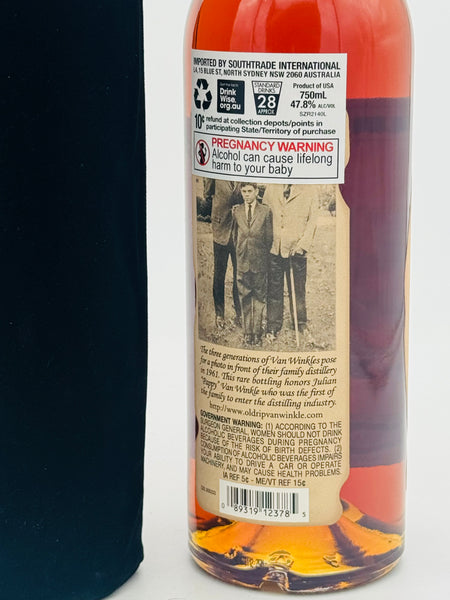 IMPORTED BY SOUTHTRADE INTERNATIONAL
L4, 15 BLUE ST, NORTH SYDNEY NSW 2060 AUSTRALIA
Drink
Wise.
org.au
STANDARD
DRINKS
28
APPROX.
Product of USA
750mL
47.8% ALC/VOL
SZR2140L
10¢ refund at collection depots/points in
participating State/Territory of purchase
PREGNANCY WARNING
Alcohol can cause lifelong
harm to your baby
The three generations of Van Winkles pose
for a photo in front of their family distillery
in 1961. This rare bottling honors Julian
"Pappy" Van Winkle who was the first of
the family to enter the distilling industry.
http://www.oldripvanwinkle.com
GOVERNMENT WARNING: (1) ACCORDING TO THE
SURGEON GENERAL, WOMEN SHOULD NOT DRINK
ALCOHOLIC BEVERAGES DURING PREGNANCY
BECAUSE OF THE RISK OF BIRTH DEFECTS. (2)
CONSUMPTION OF ALCOHOLIC BEVERAGES IMPAIRS
YOUR ABILITY TO DRIVE A CAR OR OPERATE
MACHINERY, AND MAY CAUSE HEALTH PROBLEMS.
IA REF 5¢ - ME/VT REF 15¢
0 89319 12378 5